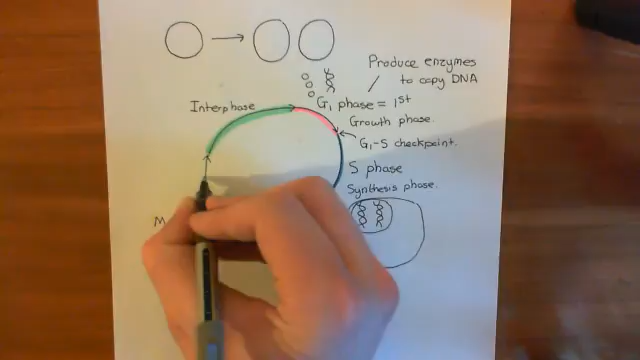 Produce enzymes
to copy DNA
Interphase
G₁ phase = 1st
Growth phase.
G₁-S checkpoint.
S phase
Synthesis phase.
M